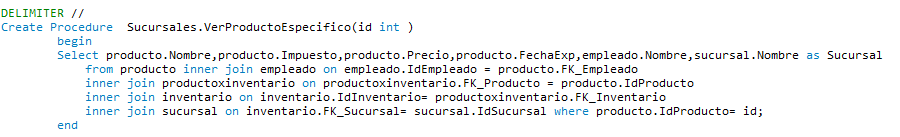 DELIMITER //
Create Procedure  Sucursales.VerProductoEspecifico(id int )
begin
Select producto.Nombre,producto.Impuesto,producto.Precio,producto.FechaExp,empleado.Nombre,sucursal.Nombre as Sucursal
from producto inner join empleado on empleado.IdEmpleado = producto.FK_Empleado
inner join productoxinventario on productoxinventario.FK_Producto = producto.IdProducto
inner join inventario on inventario.IdInventario= productoxinventario.FK_Inventario
inner join sucursal on inventario.FK_Sucursal= sucursal.IdSucursal where producto.IdProducto= id;
end